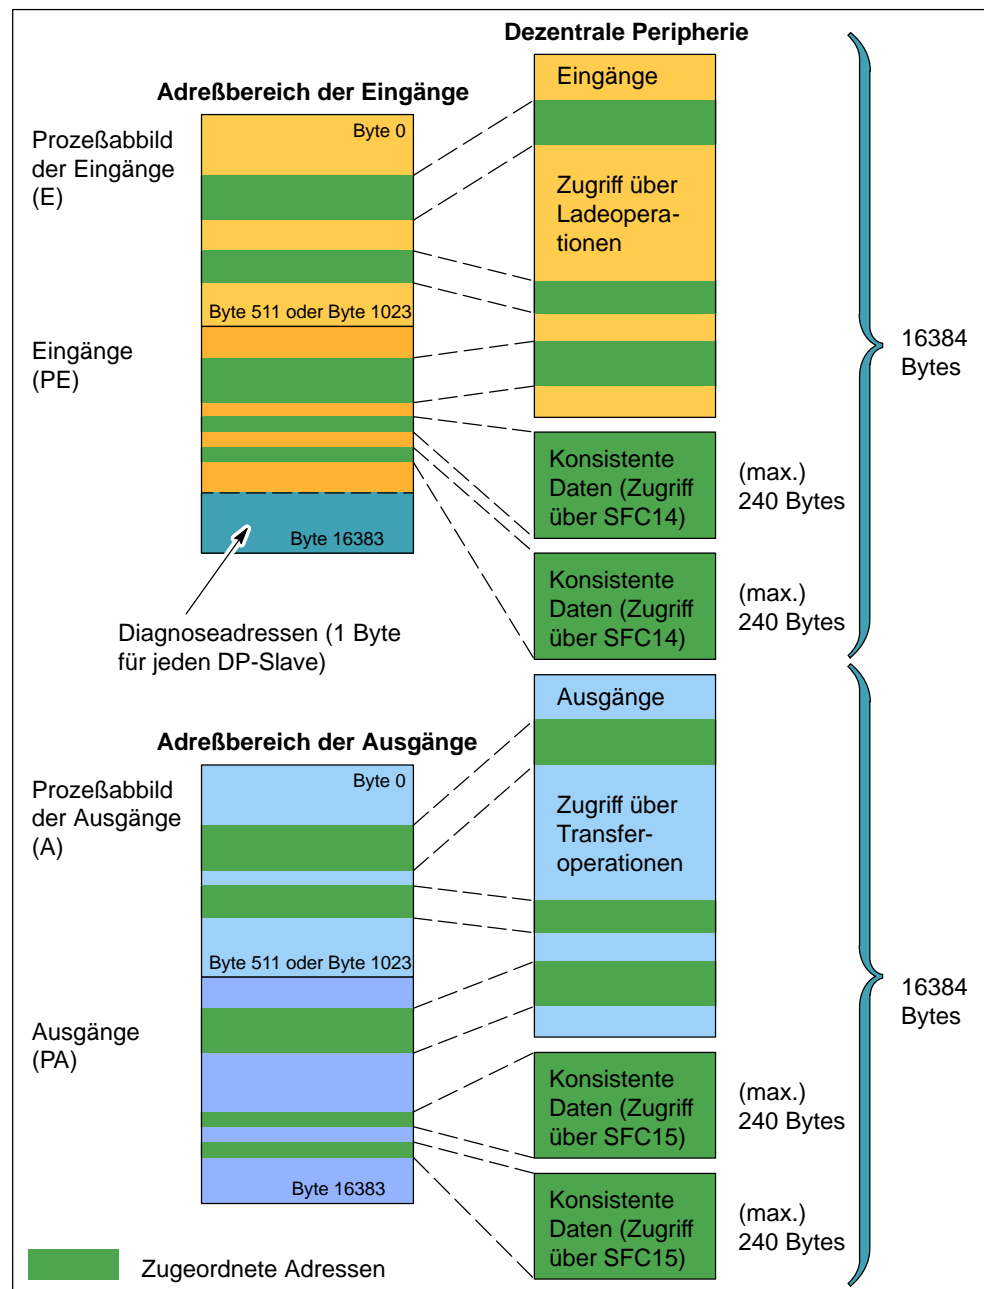 Dezentrale Peripherie
Adreßbereich der Eingänge
Prozeßabbild
der Eingänge
(E)
Byte 0
Byte 511 oder Byte 1023
Eingänge
(PE)
Byte 16383
Diagnoseadressen (1 Byte
für jeden DP-Slave)
Eingänge
Zugriff über
Ladeopera-
tionen
Konsistente
Daten (Zugriff
über SFC14)
(max.)
240 Bytes
Konsistente
Daten (Zugriff
über SFC14)
(max.)
240 Bytes
16384
Bytes
Adreßbereich der Ausgänge
Prozeßabbild
der Ausgänge
(A)
Byte 0
Byte 511 oder Byte 1023
Ausgänge
(PA)
Byte 16383
Ausgänge
Zugriff über
Transfer-
operationen
Konsistente
Daten (Zugriff
über SFC15)
(max.)
240 Bytes
Konsistente
Daten (Zugriff
über SFC15)
(max.)
240 Bytes
16384
Bytes
Zugeordnete Adressen